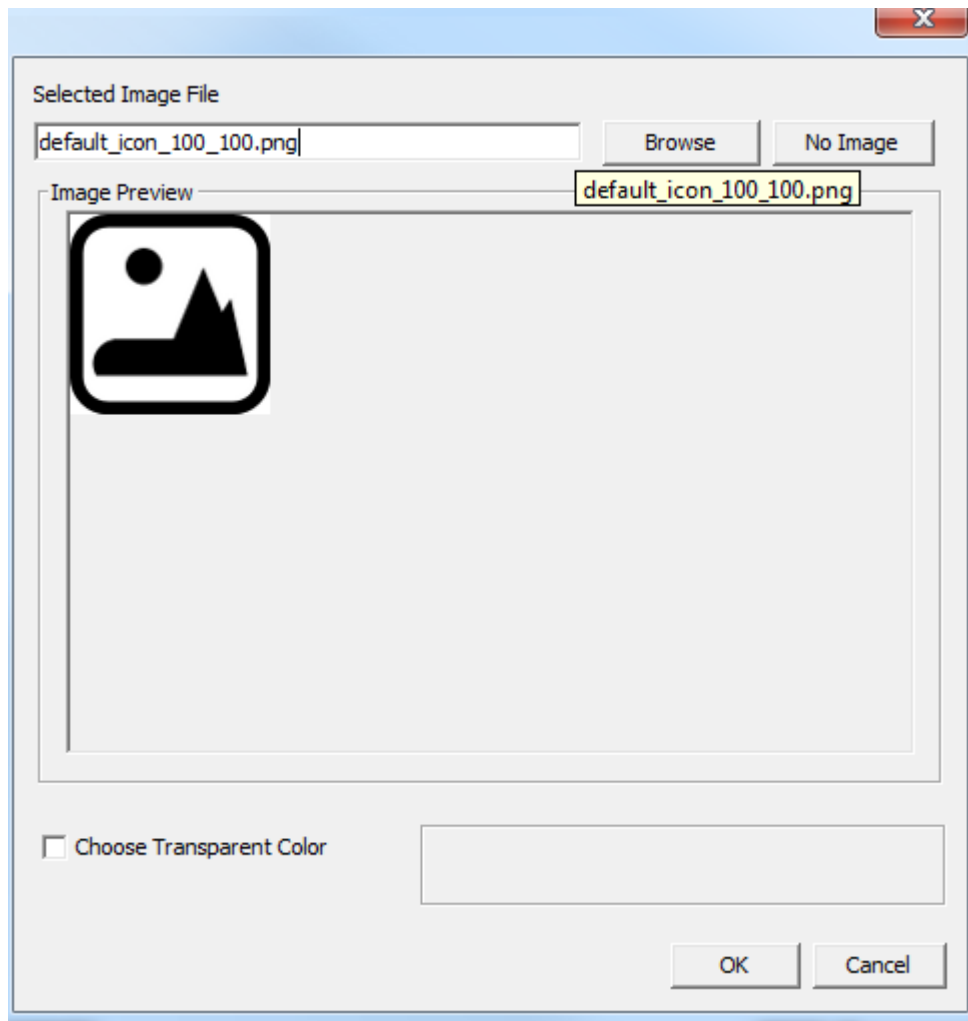 Selected Image File
default_icon_100_100.png Browse No Image
default_icon_100_100.png
Image Preview
Choose Transparent Color
OK Cancel